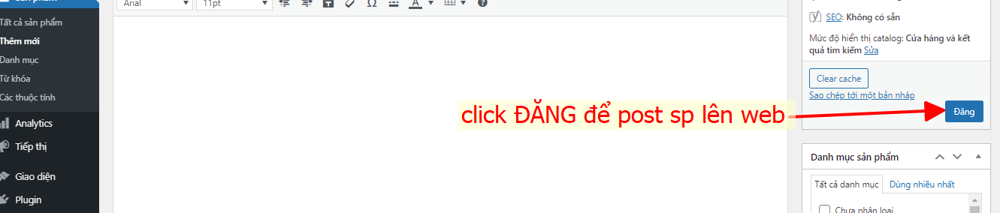 Sản phẩm
Arial
11pt
Tất cả sản phẩm
Thêm mới
Danh mục
Từ khóa
Các thuộc tính
Analytics
Tiếp thị
Giao diện
Plugin
click ĐĂNG để post sp lên web
SEO: Không có sẵn
Mức độ hiển thị catalog: Cửa hàng và kết
quả tìm kiếm Sửa
Clear cache
Sao chép tới một bản nháp
Đăng
Danh mục sản phẩm
Tất cả danh mục
Dùng nhiều nhất
Chưa phân loại